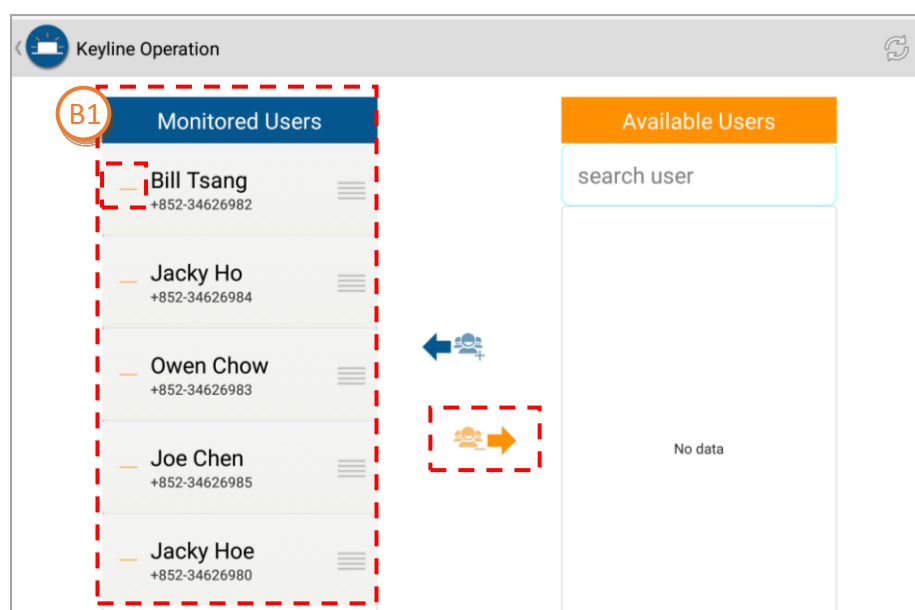 Keyline Operation
B1
Monitored Users
Bill Tsang
+852-34626982
Jacky Ho
+852-34626984
Owen Chow
+852-34626983
Joe Chen
+852-34626985
Jacky Hoe
+852-34626980
Available Users
search user
No data